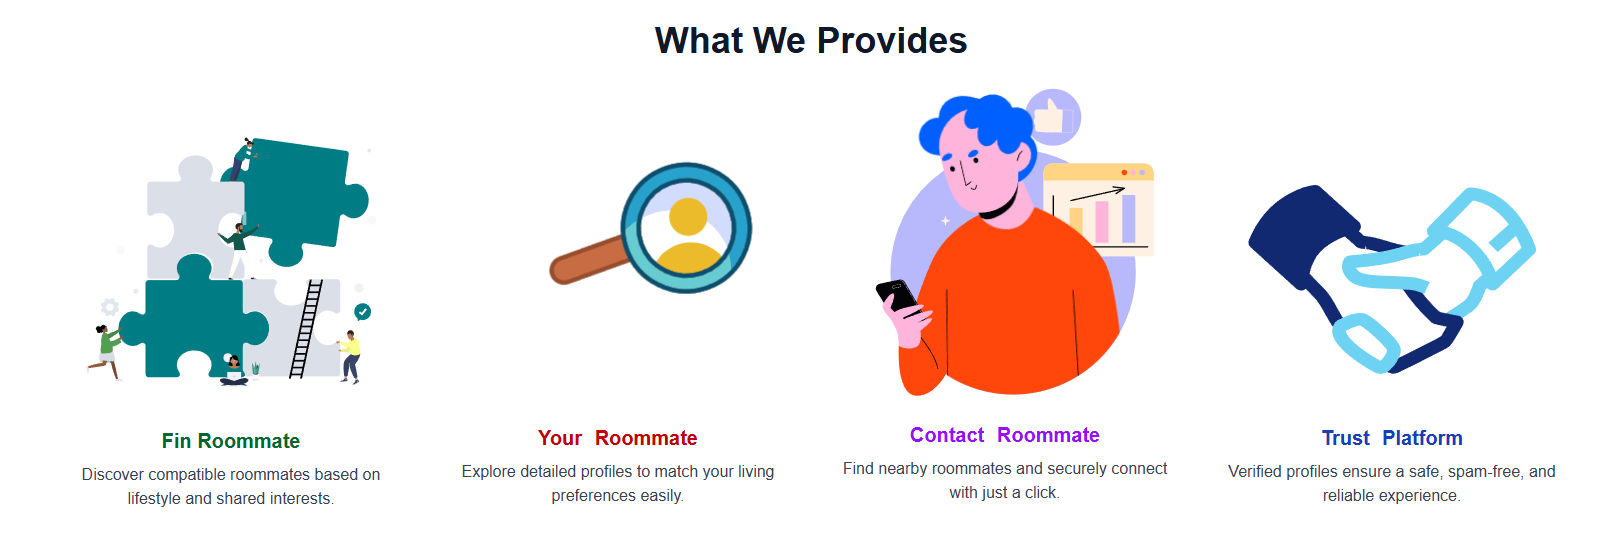 What We Provides
Fin Roommate
Discover compatible roommates based on
lifestyle and shared interests.
Your Roommate
Explore detailed profiles to match your living
preferences easily.
Contact Roommate
Find nearby roommates and securely connect
with just a click.
Trust Platform
Verified profiles ensure a safe, spam-free, and
reliable experience.